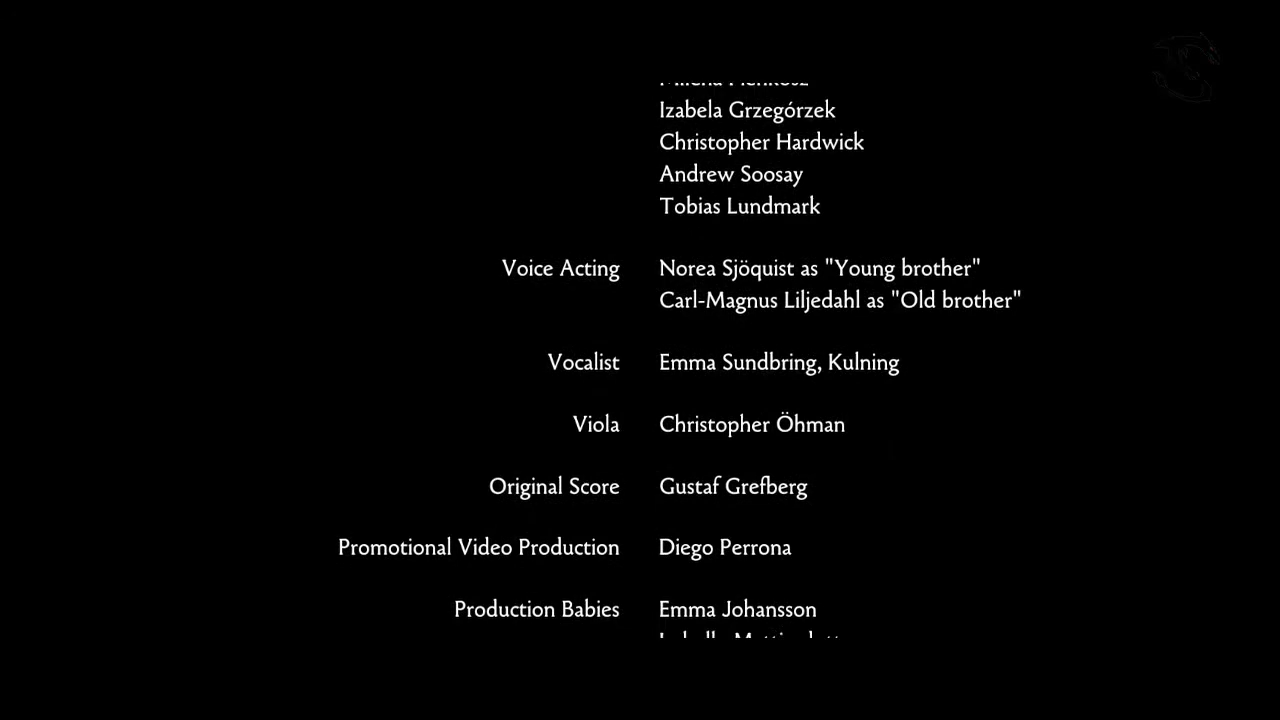 Izabela Grzegórzek
Christopher Hardwick
Andrew Soosay
Tobias Lundmark
Voice Acting Norea Sjöquist as "Young brother"
Carl-Magnus Liljedahl as "Old brother"
Vocalist Emma Sundbring, Kulning
Viola Christopher Öhman
Original Score Gustaf Grefberg
Promotional Video Production Diego Perrona
Production Babies Emma Johansson